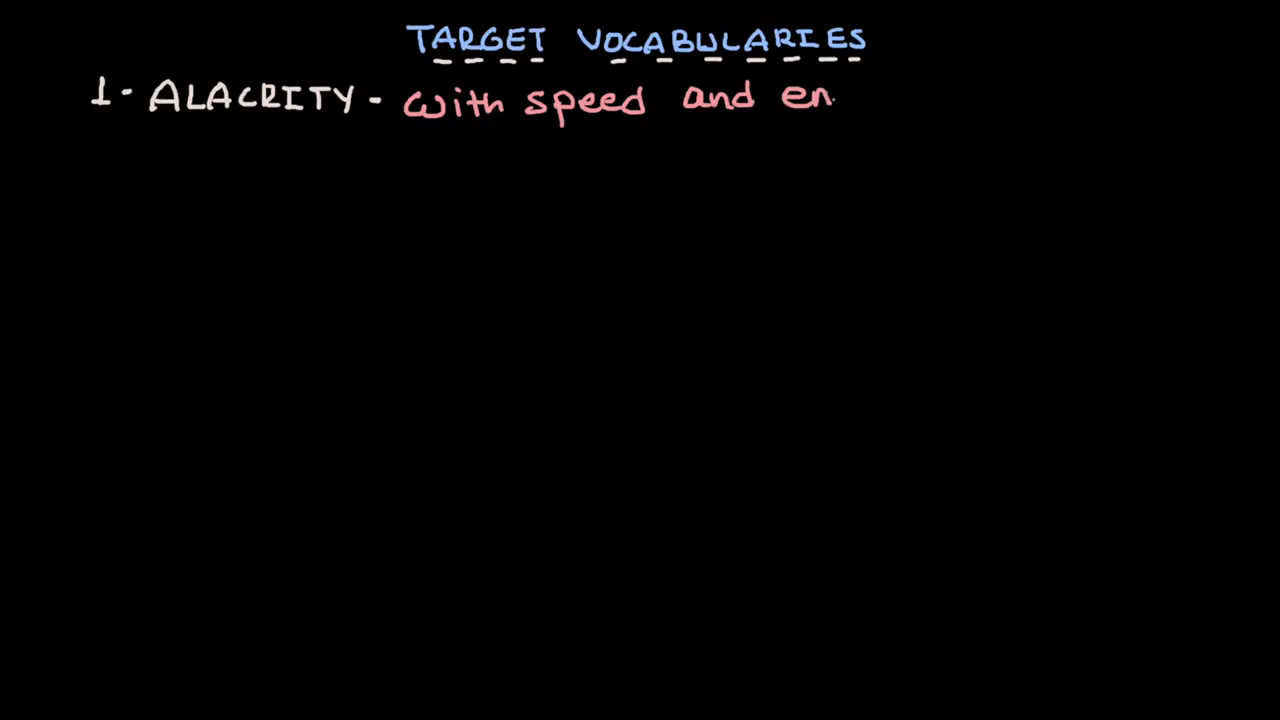 TARGET VOCABULARIES
1- ALACRITY - with speed and en